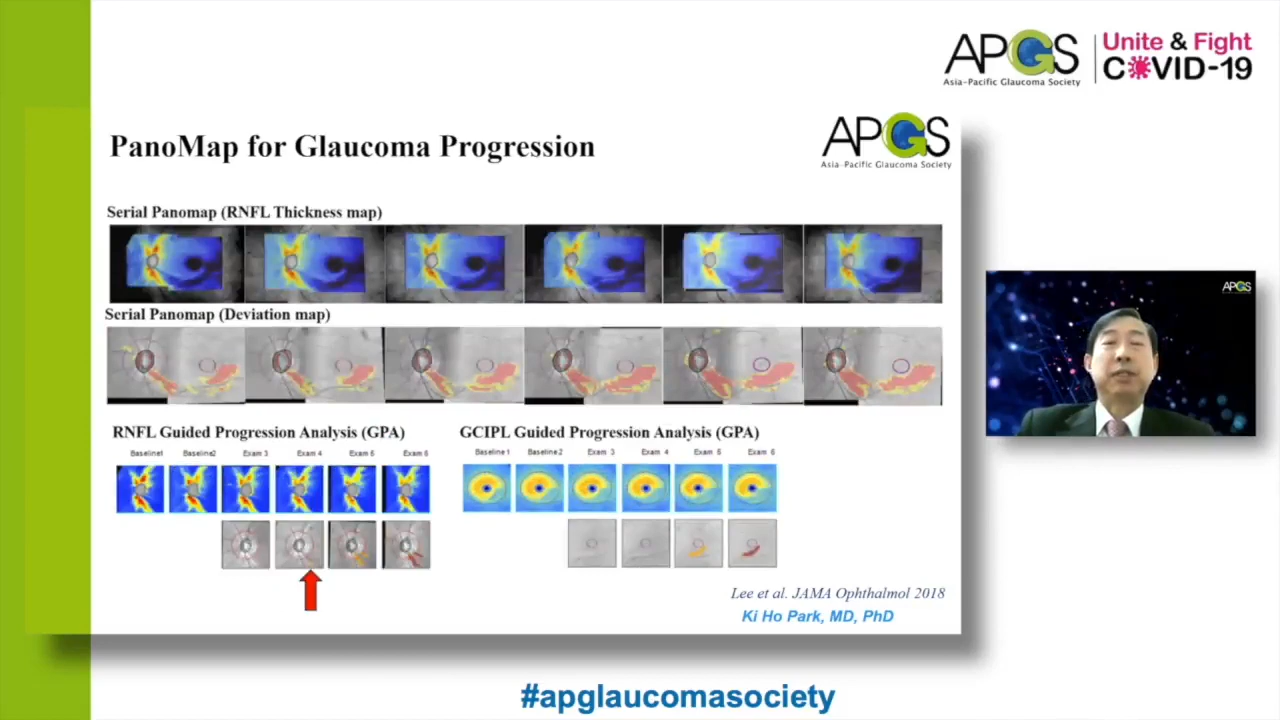 APGS
Asia-Pacific Glaucoma Society
Unite & Fight
COVID-19
PanoMap for Glaucoma Progression
APGS
Asia-Pacific Glaucoma Society
Serial Panomap (RNFL Thickness map)
Serial Panomap (Deviation map)
RNFL Guided Progression Analysis (GPA)
Baseline1 Baseline2 Exam 3 Exam 4 Exam 5 Exam 6
GCIPL Guided Progression Analysis (GPA)
Baseline 1 Baseline 2 Exam 3 Exam 4 Exam 5 Exam 6
Lee et al. JAMA Ophthalmol 2018
Ki Ho Park, MD, PhD
APGS
#apglaucomasociety